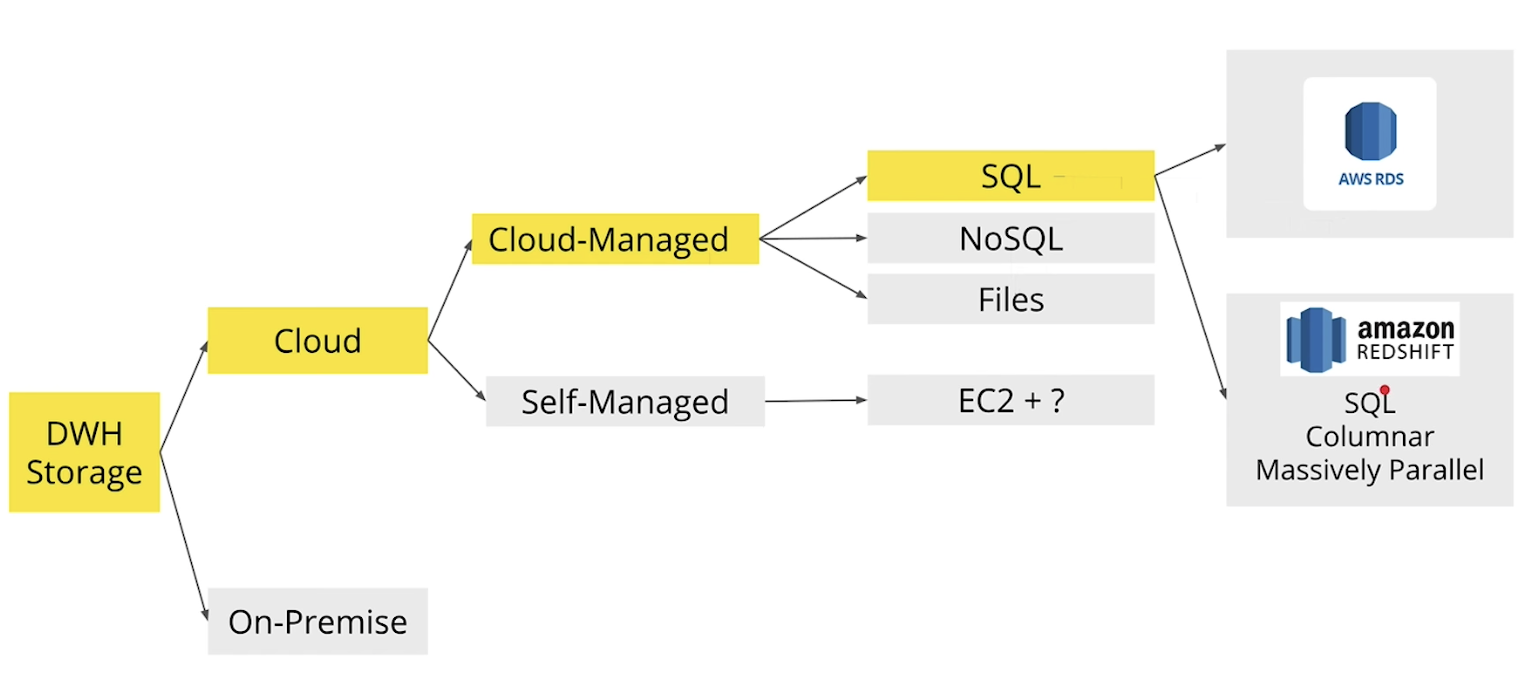 DWH
Storage
Cloud
On-Premise
Cloud-Managed
Self-Managed
SQL
NoSQL
Files
EC2 + ?
AWS RDS
amazon
REDSHIFT
SQL
Columnar
Massively Parallel